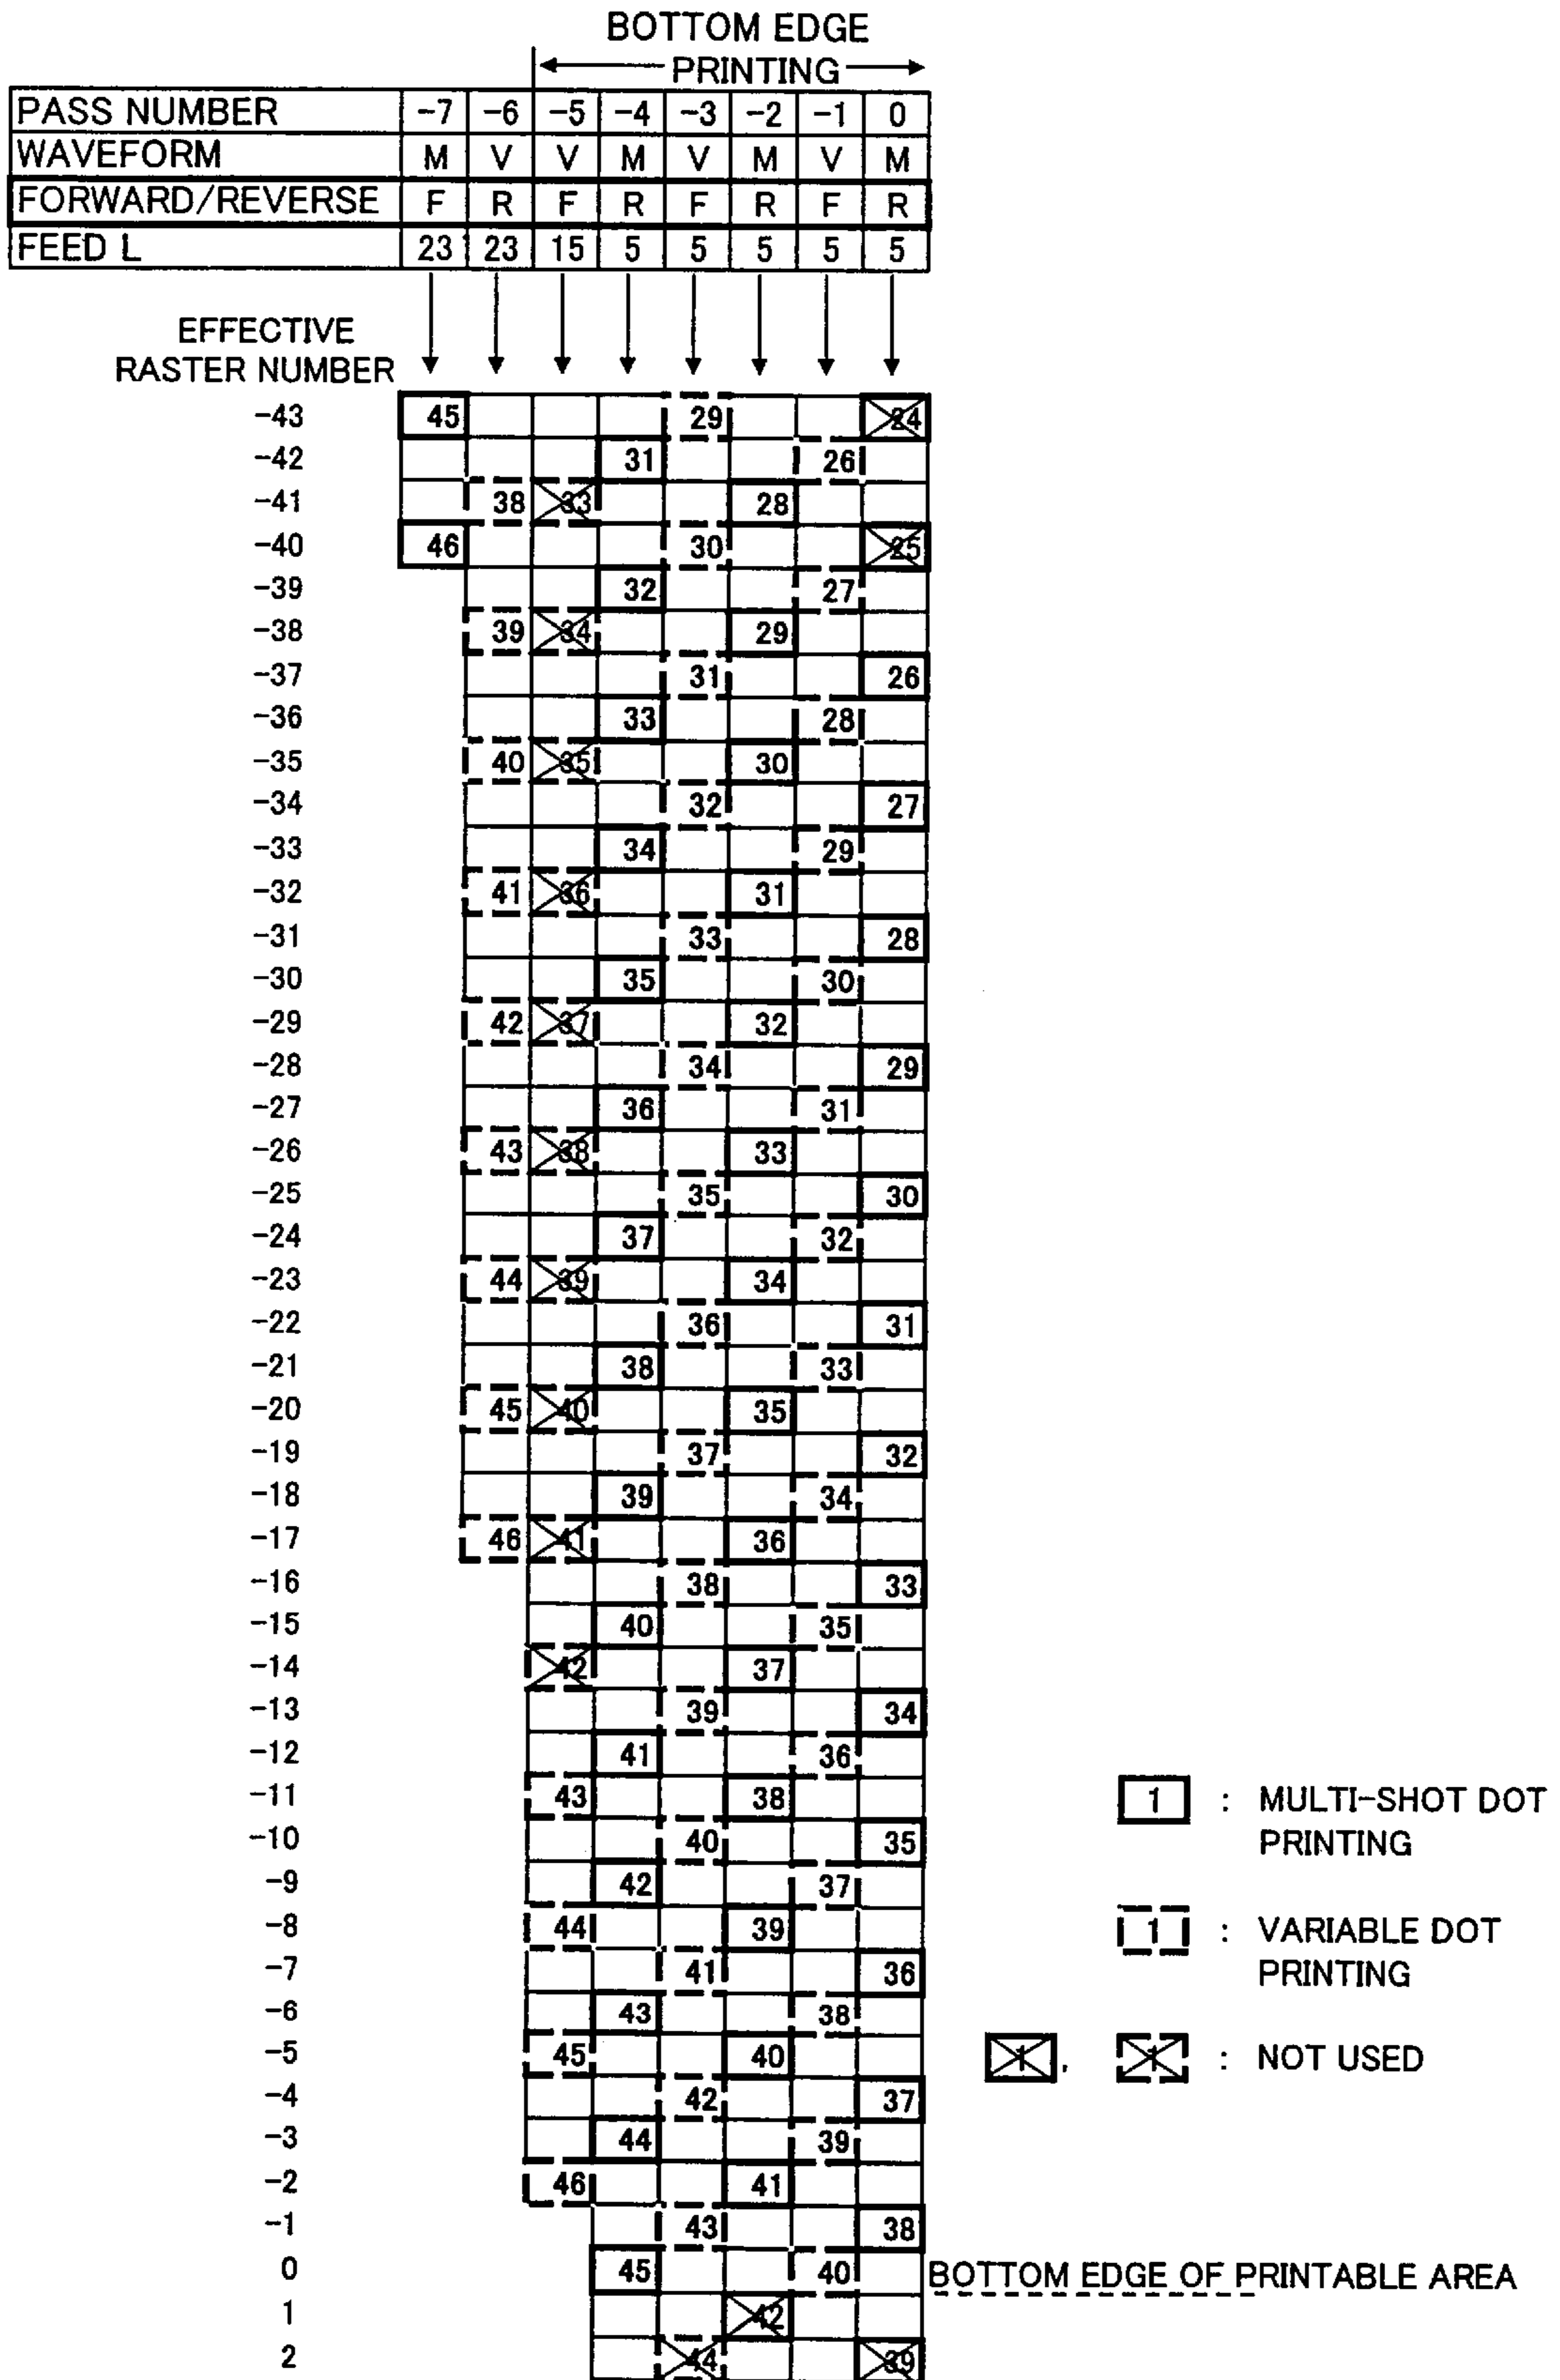 BOTTOM EDGE
PRINTING
PASS NUMBER -7 -6 -5 -4 -3 -2 -1 0
WAVEFORM M V V M V M V M
FORWARD/REVERSE F R F R F R F R
FEED L 23 23 15 5 5 5 5 5
EFFECTIVE
RASTER NUMBER
-43 45 29 24
-42 31 26
-41 38 33 28
-40 46 30 25
-39 32 27
-38 39 34 29
-37 31 26
-36 33 28
-35 40 35 30
-34 32 27
-33 34 29
-32 41 36 31
-31 33 28
-30 35 30
-29 42 37 32
-28 34 29
-27 36 31
-26 43 38 33
-25 35 30
-24 37 32
-23 44 39 34
-22 36 31
-21 38 33
-20 45 40 35
-19 37 32
-18 39 34
-17 46 41 36
-16 38 33
-15 40 35
-14 42 37
-13 39 34
-12 41 36
-11 43 38
-10 40 35
-9 42 37
-8 44 39
-7 41 36
-6 43 38
-5 45 40
-4 42 37
-3 44 39
-2 46 41
-1 43 38
0 45 40 BOTTOM EDGE OF PRINTABLE AREA
1 42
2 44 39
1 : MULTI-SHOT DOT
PRINTING
1 : VARIABLE DOT
PRINTING
1, 1 : NOT USED